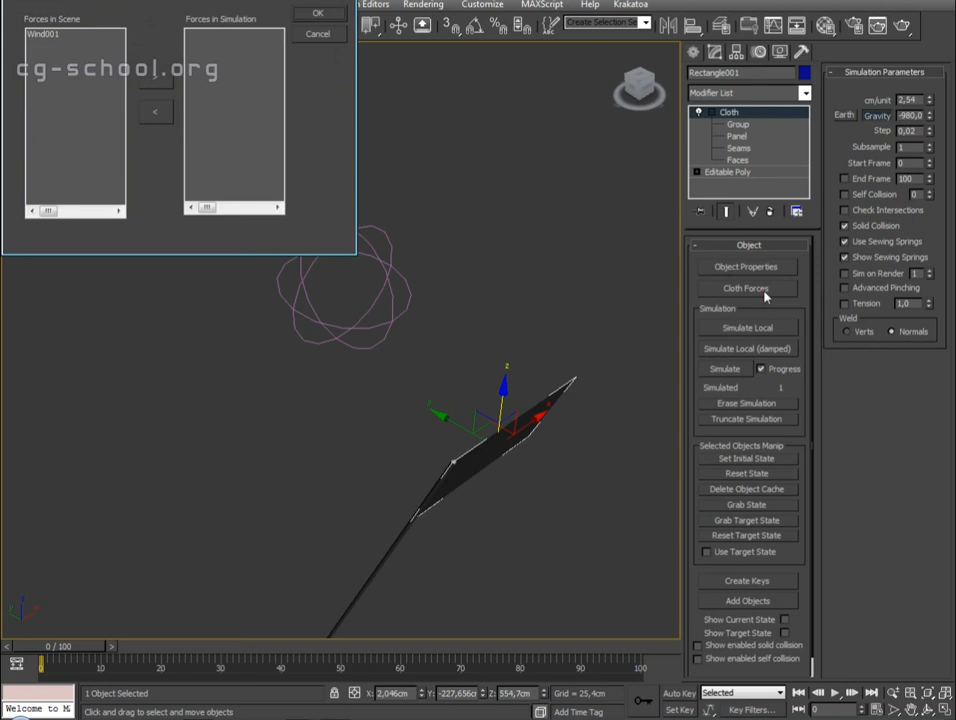 n Editors Rendering Customize MAXScript Help Krakatoa
Create Selection Se
Forces in Scene
Forces in Simulation
OK
Cancel
Wind001
cg-school.org
>
<
Rectangle001
Modifier List
Cloth
Group
Panel
Seams
Faces
Editable Poly
Simulation Parameters
cm/unit 2,54
Earth Gravity -980,0
Step 0,02
Subsample 1
Start Frame 0
End Frame 100
Self Collision 0
Check Intersections
Solid Collision
Use Sewing Springs
Show Sewing Springs
Sim on Render 1
Advanced Pinching
Tension 1,0
Weld
Verts Normals
- Object
Object Properties
Cloth Forces
Simulation
Simulate Local
Simulate Local (damped)
Simulate Progress
Simulated 1
Erase Simulation
Truncate Simulation
Selected Objects Manip
Set Initial State
Reset State
Delete Object Cache
Grab State
Grab Target State
Reset Target State
Use Target State
Create Keys
Add Objects
Show Current State
Show Target State
Show enabled solid collision
Show enabled self collision
z
< 0 / 100 >
0 10 20 30 40 50 60 70 80 90 100
1 Object Selected X: 2,046cm Y: -227,656c Z: 554,7cm Grid = 25,4cm Auto Key Selected
Welcome to M Click and drag to select and move objects Add Time Tag Set Key Key Filters... 0